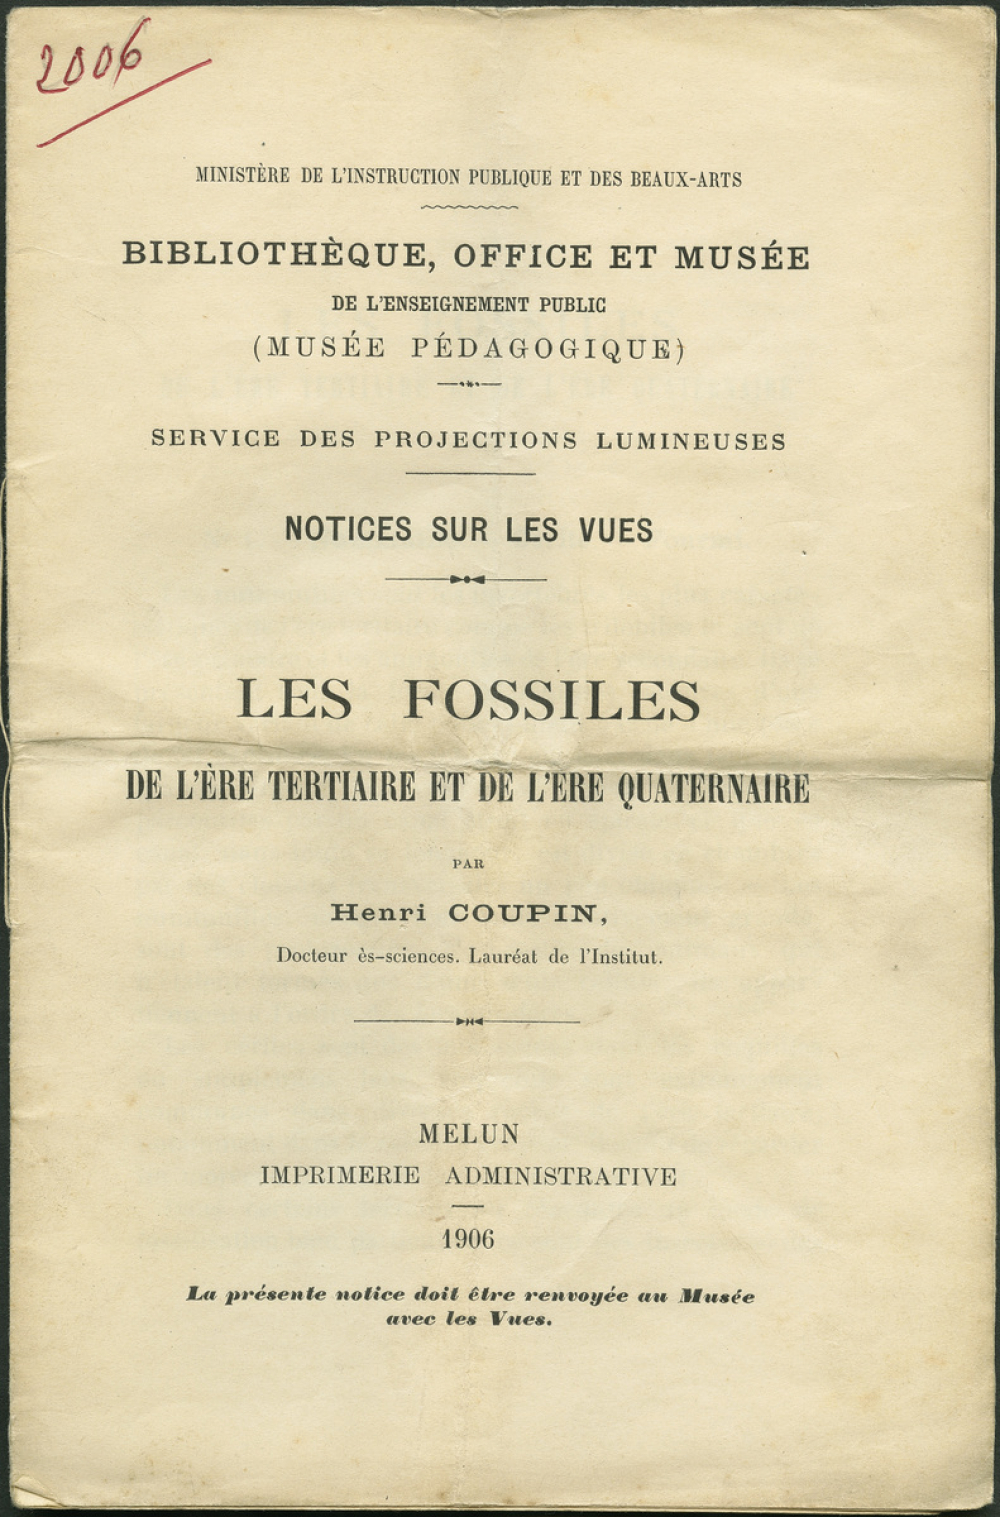 2006
MINISTÈRE DE L'INSTRUCTION PUBLIQUE ET DES BEAUX-ARTS
BIBLIOTHÈQUE, OFFICE ET MUSÉE
DE L'ENSEIGNEMENT PUBLIC
(MUSÉE PÉDAGOGIQUE)
SERVICE DES PROJECTIONS LUMINEUSES
NOTICES SUR LES VUES
LES FOSSILES
DE L'ÈRE TERTIAIRE ET DE L'ERE QUATERNAIRE
PAR
Henri COUPIN,
Docteur ès-sciences. Lauréat de l'Institut.
MELUN
IMPRIMERIE ADMINISTRATIVE
1906
La présente notice doit être renvoyée au Musée
avec les Vues.